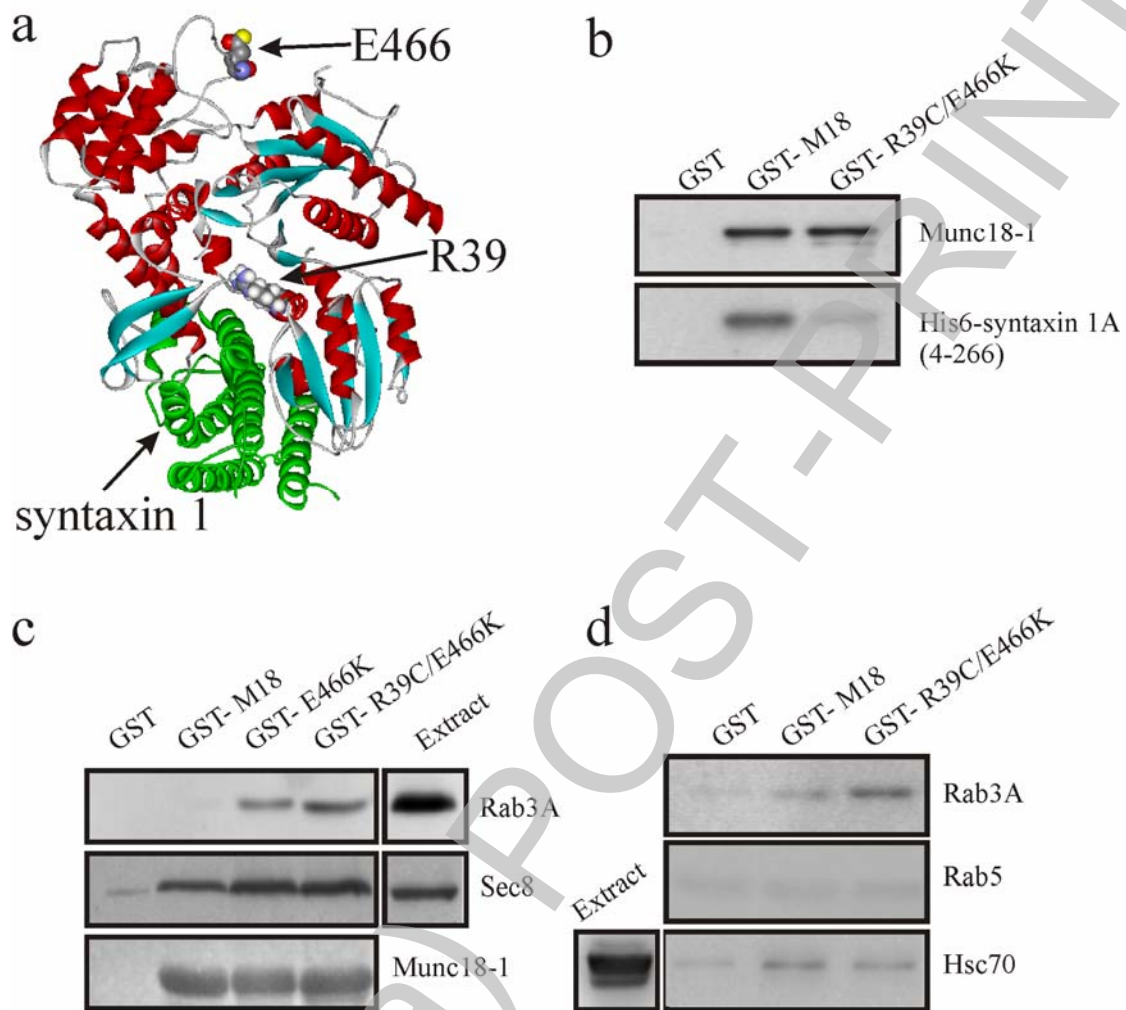 a
E466
R39
syntaxin 1
b
GST
GST- M18
GST- R39C/E466K
Munc18-1
His6-syntaxin 1A
(4-266)
c
GST
GST- M18
GST- E466K
GST- R39C/E466K
Extract
Rab3A
Sec8
Munc18-1
d
GST
GST- M18
GST- R39C/E466K
Rab3A
Rab5
Extract
Hsc70
) POST-PRINT